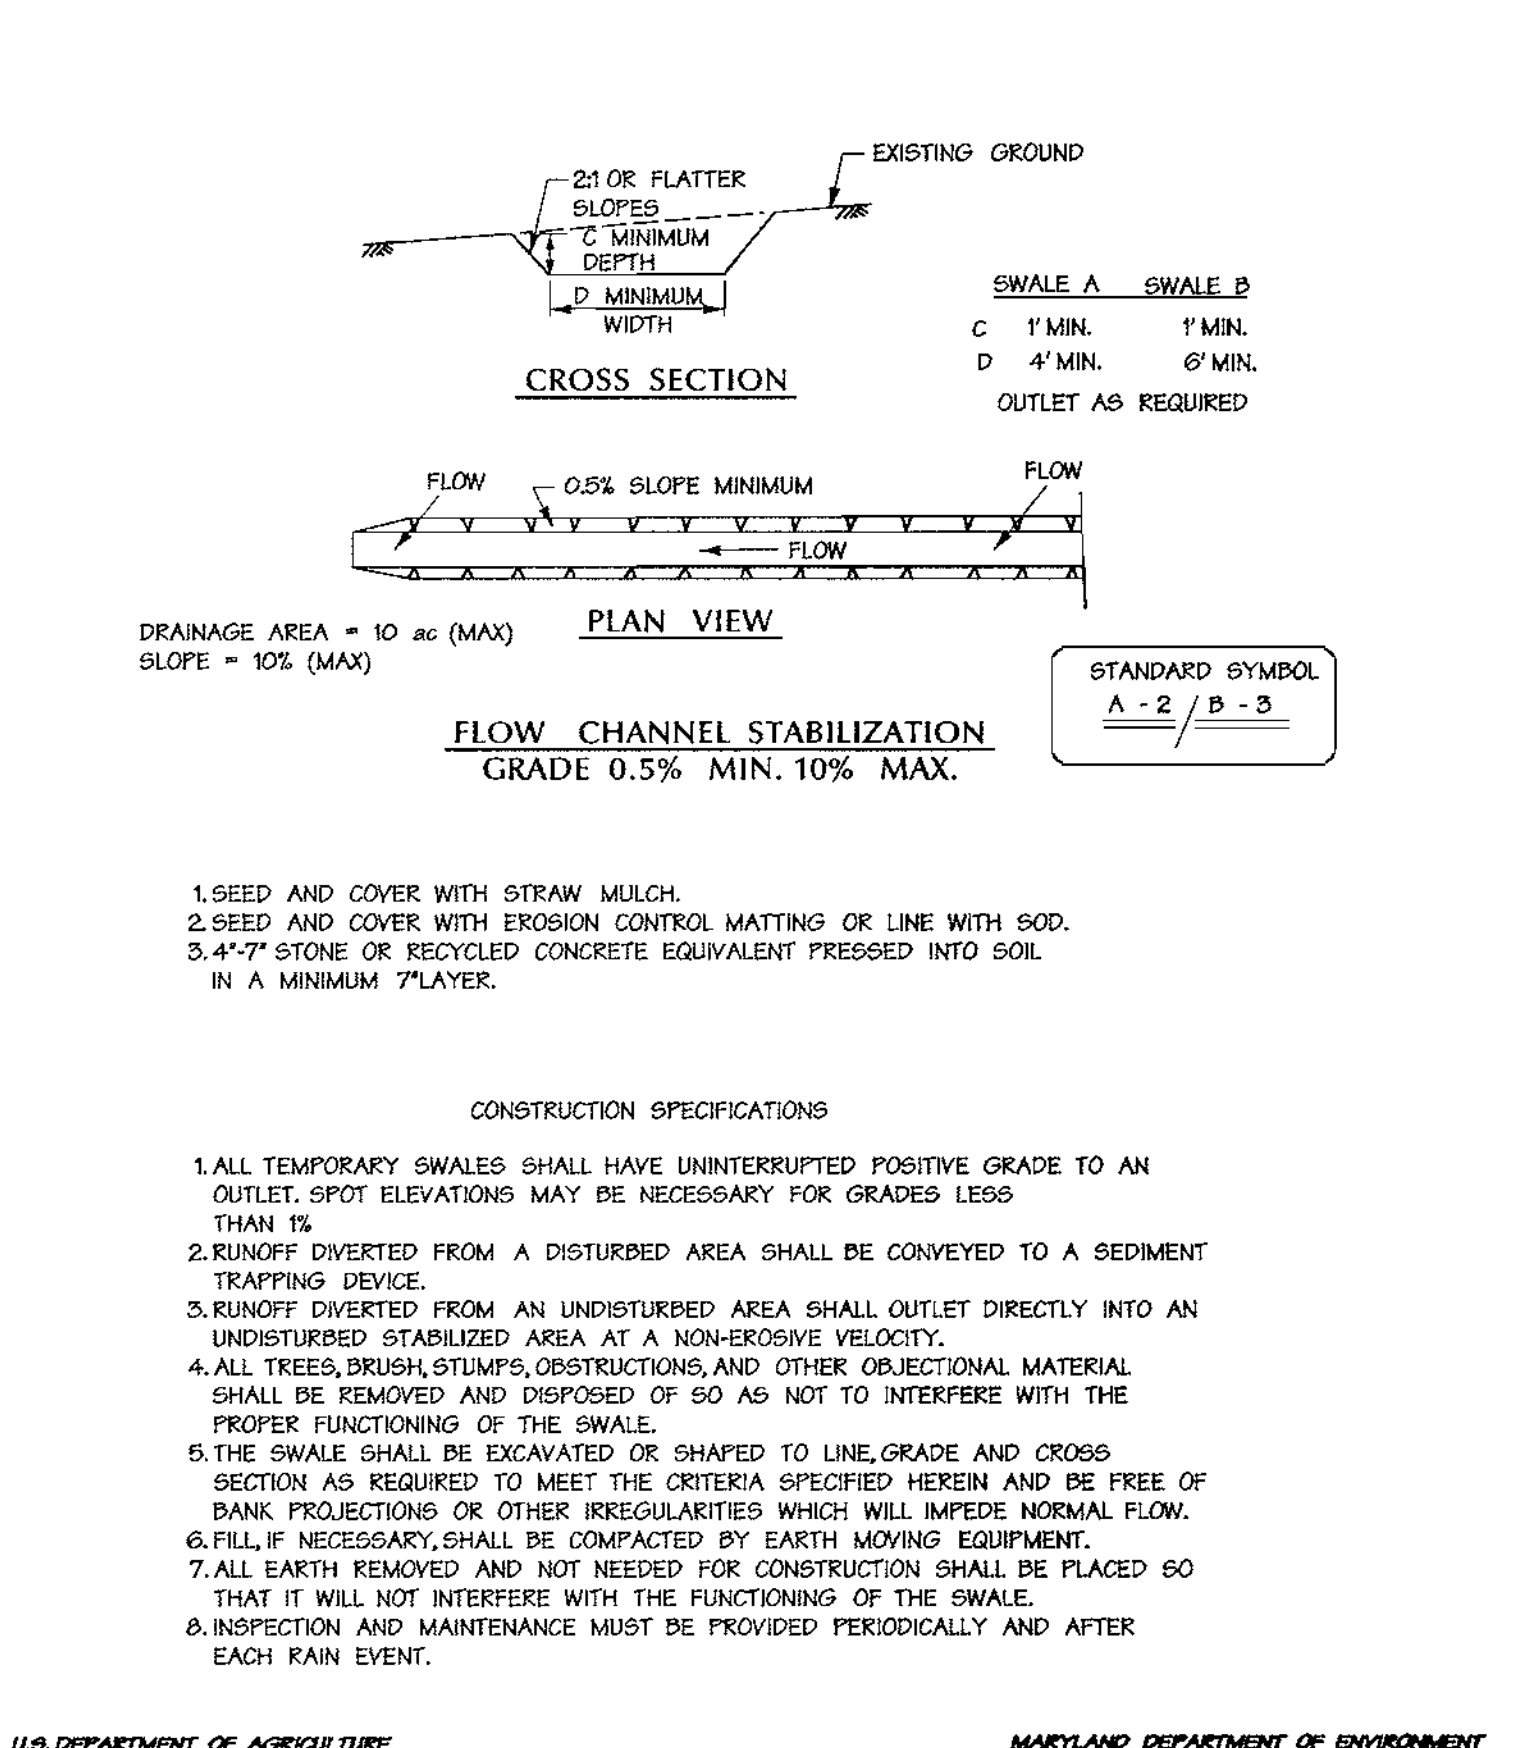 EXISTING GROUND
2:1 OR FLATTER
SLOPES
C MINIMUM
DEPTH
D MINIMUM
WIDTH
CROSS SECTION
SWALE A SWALE B
C 1' MIN. 1' MIN.
D 4' MIN. 6' MIN.
OUTLET AS REQUIRED
FLOW
0.5% SLOPE MINIMUM
FLOW
FLOW
PLAN VIEW
DRAINAGE AREA = 10 ac (MAX)
SLOPE = 10% (MAX)
STANDARD SYMBOL
A - 2 / B - 3
FLOW CHANNEL STABILIZATION
GRADE 0.5% MIN. 10% MAX.
1. SEED AND COVER WITH STRAW MULCH.
2. SEED AND COVER WITH EROSION CONTROL MATTING OR LINE WITH SOD.
3. 4"-7" STONE OR RECYCLED CONCRETE EQUIVALENT PRESSED INTO SOIL
IN A MINIMUM 7" LAYER.
CONSTRUCTION SPECIFICATIONS
1. ALL TEMPORARY SWALES SHALL HAVE UNINTERRUPTED POSITIVE GRADE TO AN
OUTLET. SPOT ELEVATIONS MAY BE NECESSARY FOR GRADES LESS
THAN 1%
2. RUNOFF DIVERTED FROM A DISTURBED AREA SHALL BE CONVEYED TO A SEDIMENT
TRAPPING DEVICE.
3. RUNOFF DIVERTED FROM AN UNDISTURBED AREA SHALL OUTLET DIRECTLY INTO AN
UNDISTURBED STABILIZED AREA AT A NON-EROSIVE VELOCITY.
4. ALL TREES, BRUSH, STUMPS, OBSTRUCTIONS, AND OTHER OBJECTIONAL MATERIAL
SHALL BE REMOVED AND DISPOSED OF SO AS NOT TO INTERFERE WITH THE
PROPER FUNCTIONING OF THE SWALE.
5. THE SWALE SHALL BE EXCAVATED OR SHAPED TO LINE, GRADE AND CROSS
SECTION AS REQUIRED TO MEET THE CRITERIA SPECIFIED HEREIN AND BE FREE OF
BANK PROJECTIONS OR OTHER IRREGULARITIES WHICH WILL IMPEDE NORMAL FLOW.
6. FILL, IF NECESSARY, SHALL BE COMPACTED BY EARTH MOVING EQUIPMENT.
7. ALL EARTH REMOVED AND NOT NEEDED FOR CONSTRUCTION SHALL BE PLACED SO
THAT IT WILL NOT INTERFERE WITH THE FUNCTIONING OF THE SWALE.
8. INSPECTION AND MAINTENANCE MUST BE PROVIDED PERIODICALLY AND AFTER
EACH RAIN EVENT.
U.S. DEPARTMENT OF AGRICULTURE
MARYLAND DEPARTMENT OF ENVIRONMENT